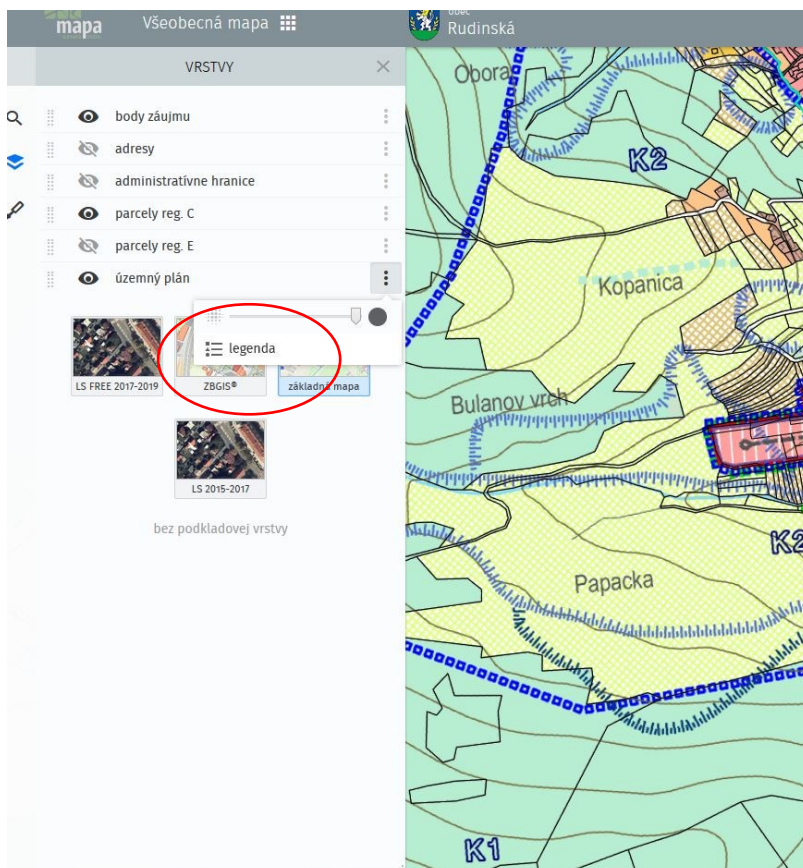 mapa
Všeobecná mapa
obec
Rudinská
VRSTVY
body záujmu
adresy
administratívne hranice
parcely reg. C
parcely reg. E
územný plán
legenda
LS FREE 2017-2019
ZBGIS®
základná mapa
LS 2015-2017
bez podkladovej vrstvy
Obora
K2
Kopanica
Bulanov vrch
K2
Papacka
K1